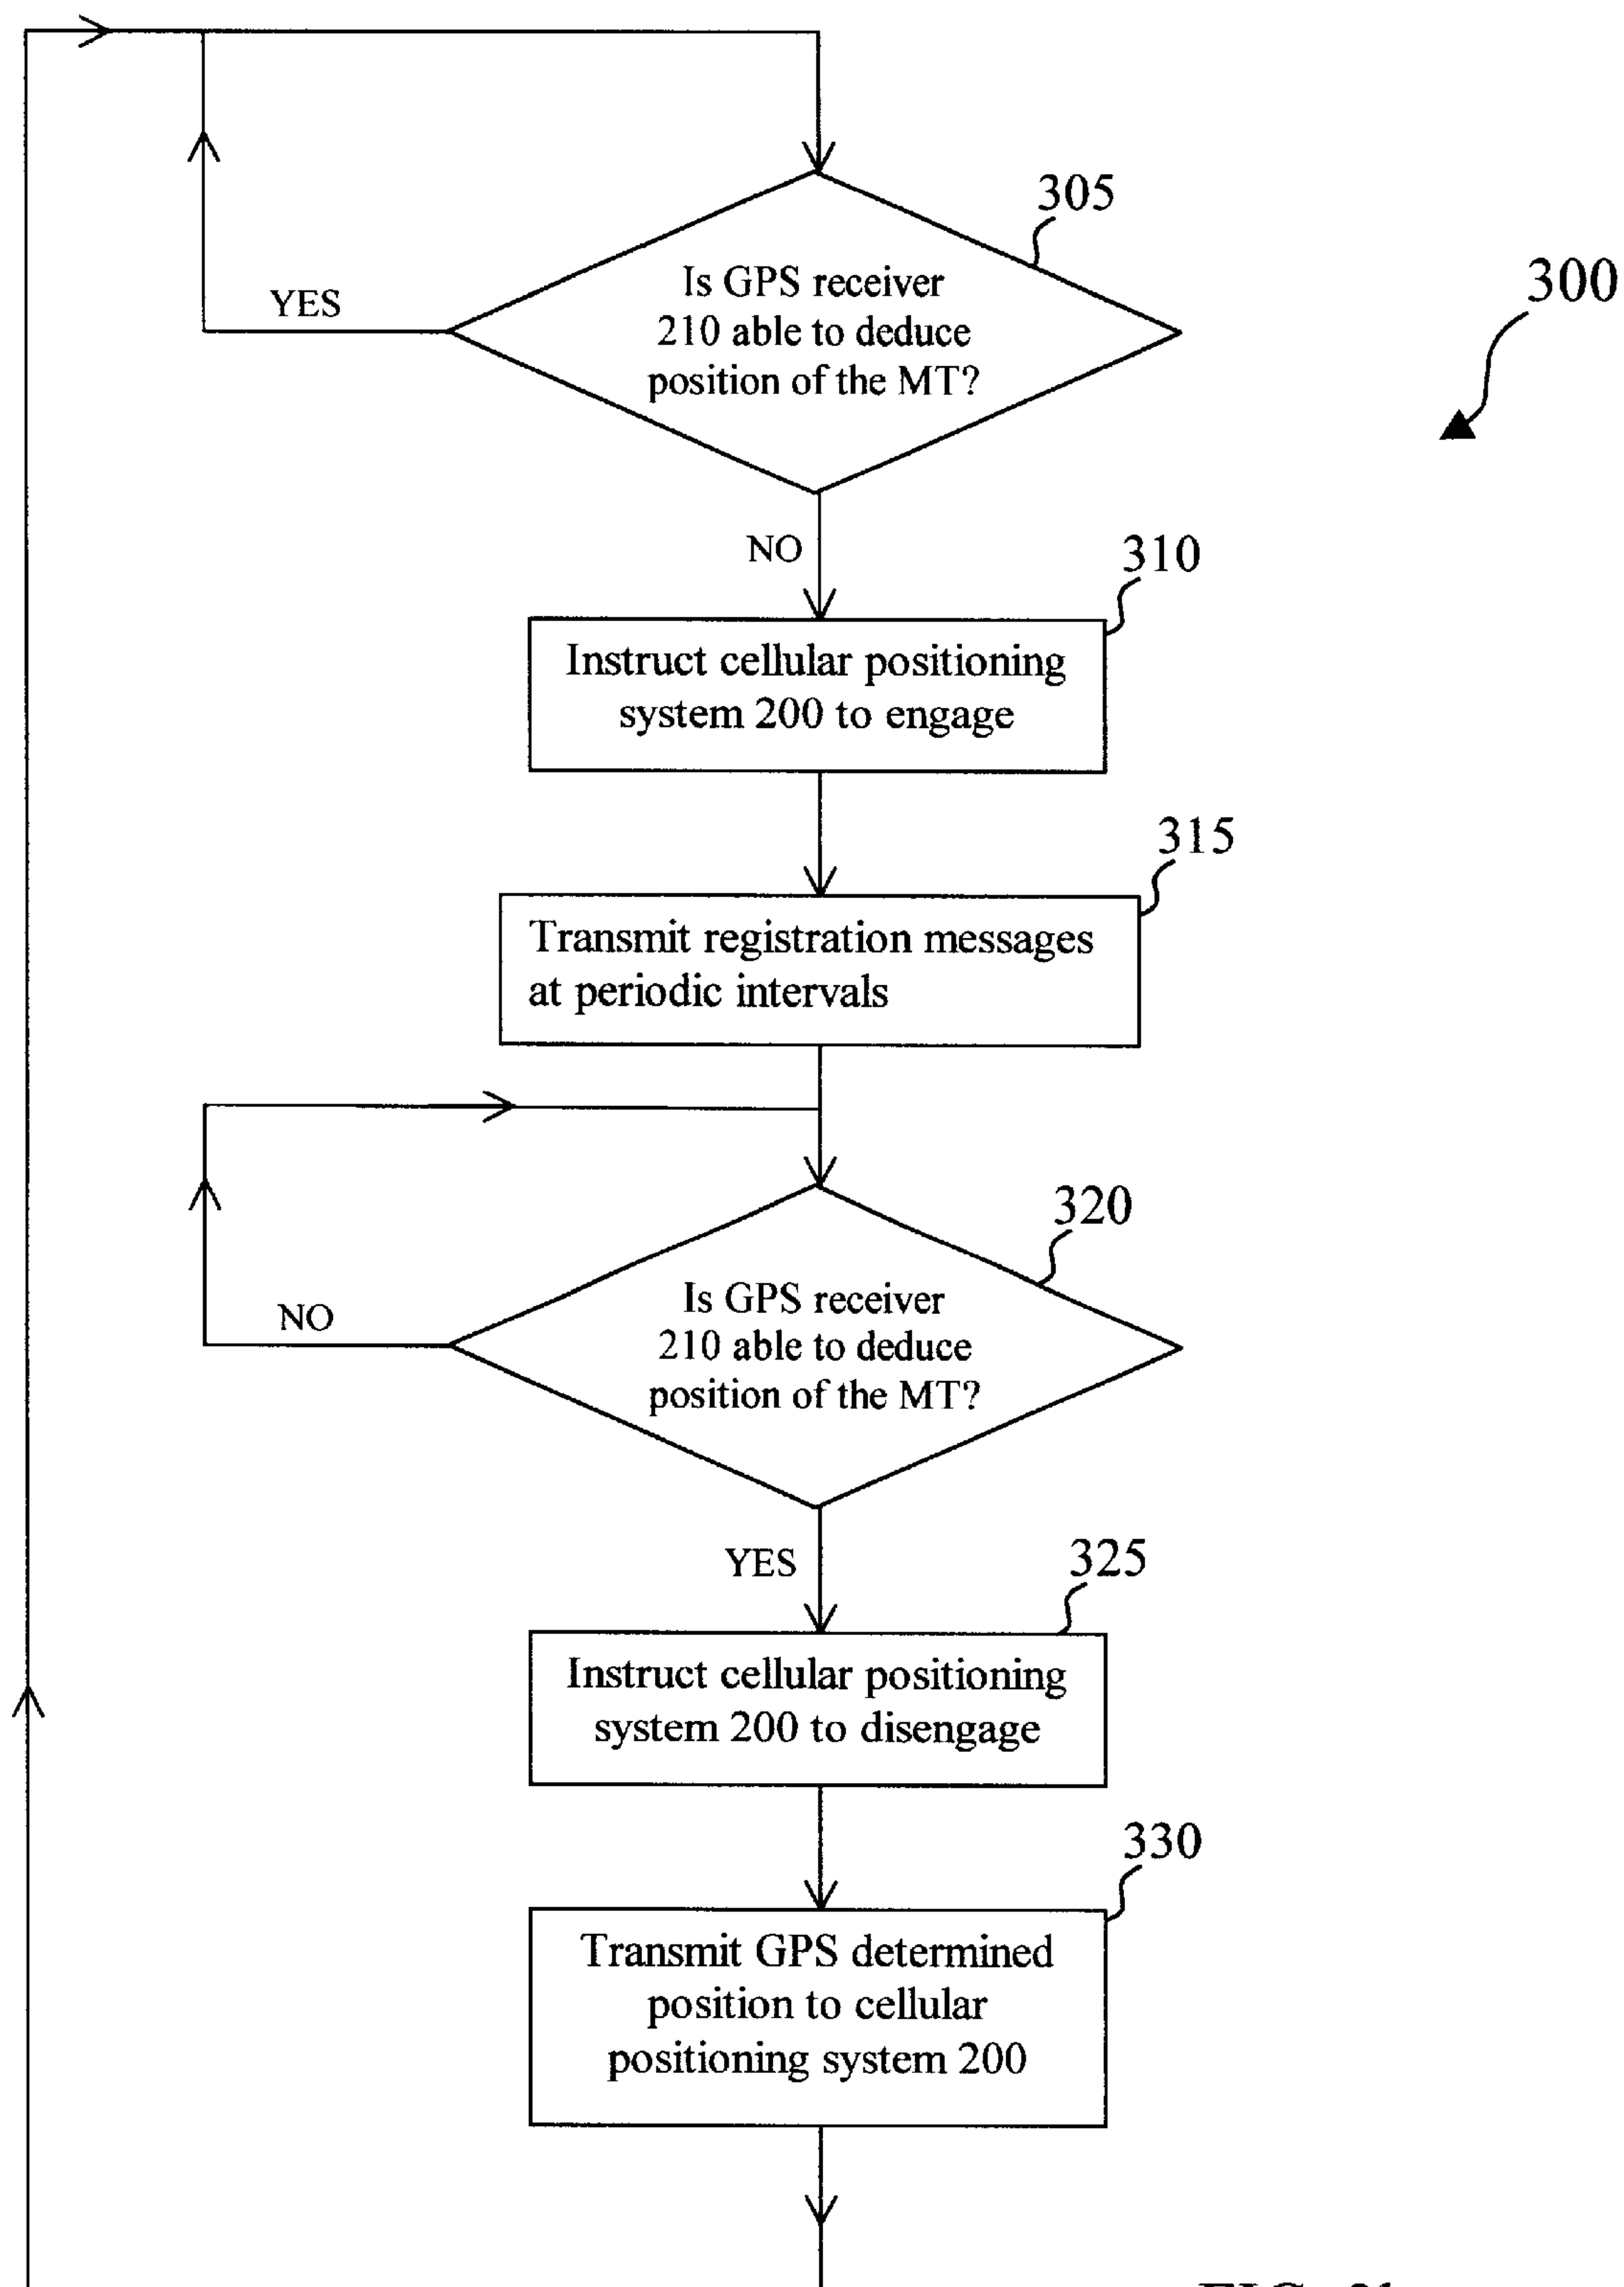 305
Is GPS receiver
210 able to deduce
position of the MT?
YES
300
NO
310
Instruct cellular positioning
system 200 to engage
315
Transmit registration messages
at periodic intervals
320
Is GPS receiver
210 able to deduce
position of the MT?
NO
YES
325
Instruct cellular positioning
system 200 to disengage
330
Transmit GPS determined
position to cellular
positioning system 200